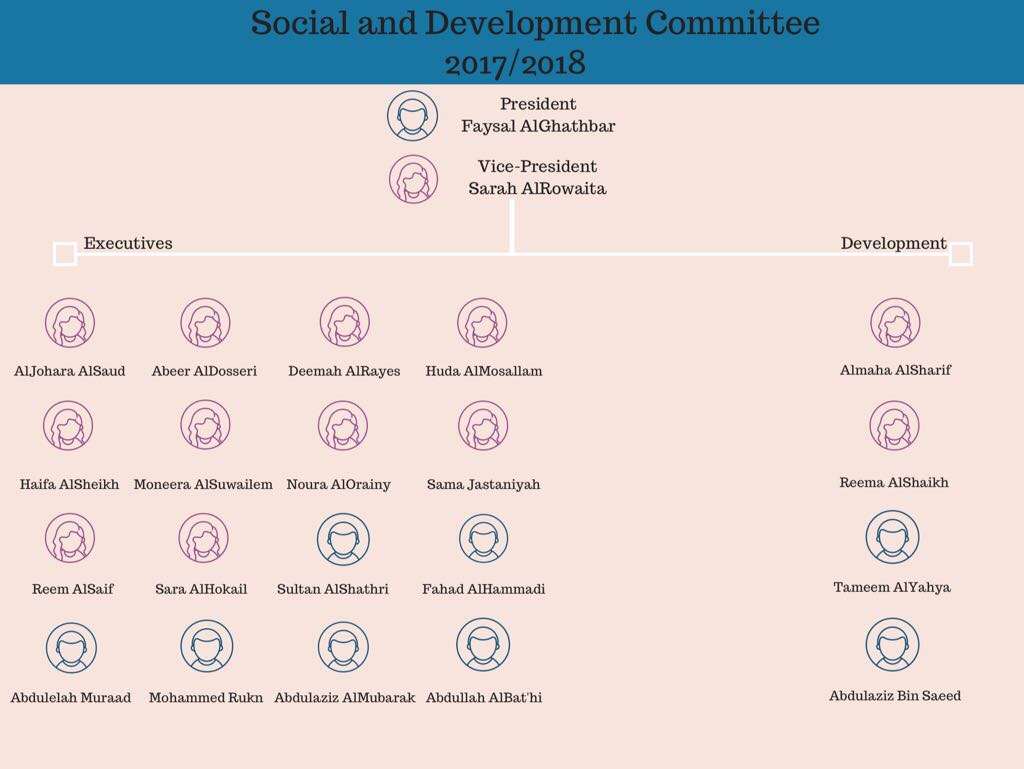 Social and Development Committee
2017/2018
President
Faysal AlGhathbar
Vice-President
Sarah AlRowaita
Executives
Development
AlJohara AlSaud
Abeer AlDosseri
Deemah AlRayes
Huda AlMosallam
Almaha AlSharif
Haifa AlSheikh
Moneera AlSuwailem
Noura AlOrainy
Sama Jastaniyah
Reema AlShaikh
Reem AlSaif
Sara AlHokail
Sultan AlShathri
Fahad AlHammadi
Tameem AlYahya
Abdulelah Muraad
Mohammed Rukn
Abdulaziz AlMubarak
Abdullah AlBat'hi
Abdulaziz Bin Saeed